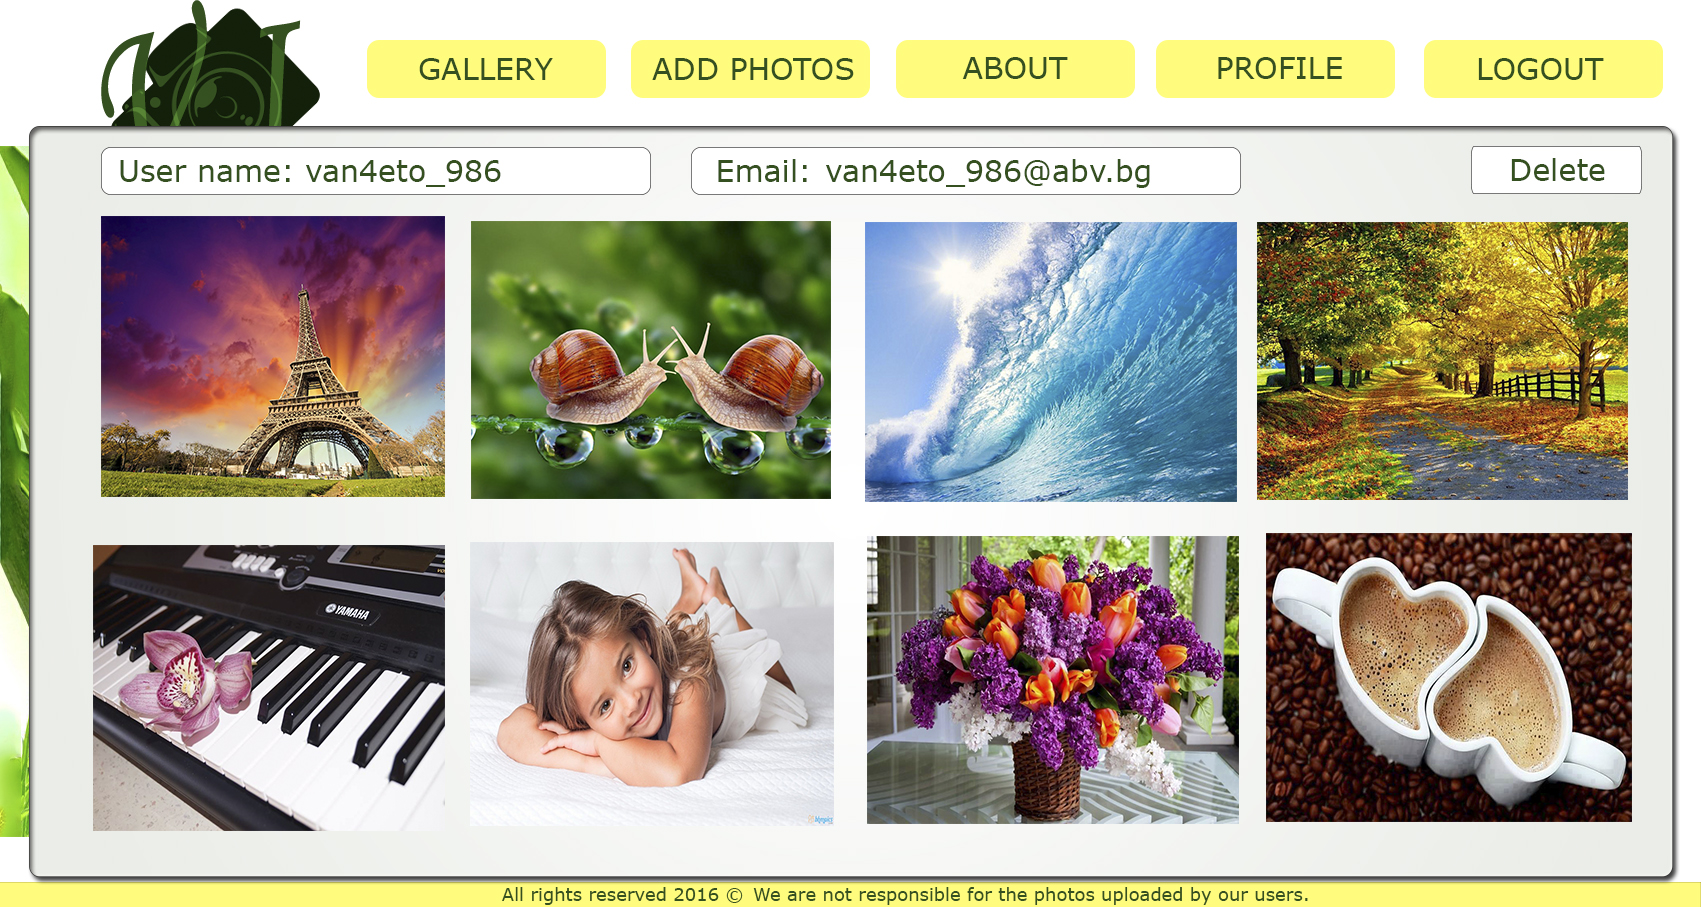 GALLERY
ADD PHOTOS
ABOUT
PROFILE
LOGOUT
User name: van4eto_986
Email: van4eto_986@abv.bg
Delete
YAMAHA
All rights reserved 2016 © We are not responsible for the photos uploaded by our users.